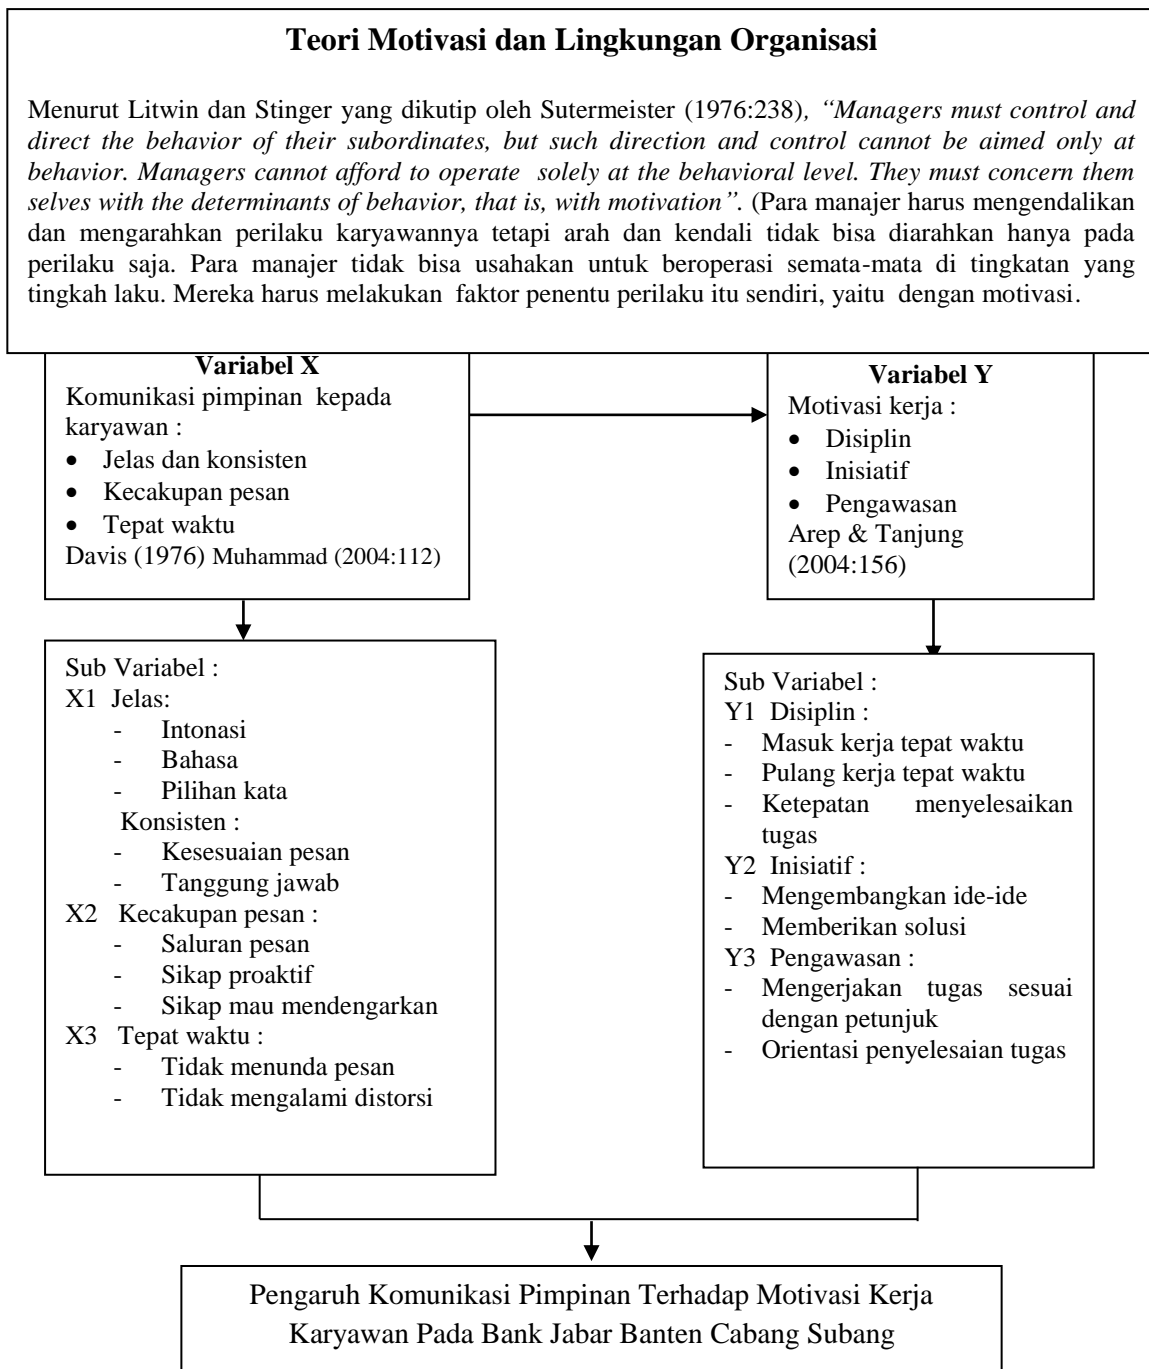 Teori Motivasi dan Lingkungan Organisasi
Menurut Litwin dan Stinger yang dikutip oleh Sutermeister (1976:238), “Managers must control and
direct the behavior of their subordinates, but such direction and control cannot be aimed only at
behavior. Managers cannot afford to operate solely at the behavioral level. They must concern them
selves with the determinants of behavior, that is, with motivation”. (Para manajer harus mengendalikan
dan mengarahkan perilaku karyawannya tetapi arah dan kendali tidak bisa diarahkan hanya pada
perilaku saja. Para manajer tidak bisa usahakan untuk beroperasi semata-mata di tingkatan yang
tingkah laku. Mereka harus melakukan faktor penentu perilaku itu sendiri, yaitu dengan motivasi.
Variabel X
Komunikasi pimpinan kepada
karyawan :
• Jelas dan konsisten
• Kecakupan pesan
• Tepat waktu
Davis (1976) Muhammad (2004:112)
Variabel Y
Motivasi kerja :
• Disiplin
• Inisiatif
• Pengawasan
Arep & Tanjung
(2004:156)
Sub Variabel :
X1 Jelas:
- Intonasi
- Bahasa
- Pilihan kata
Konsisten :
- Kesesuaian pesan
- Tanggung jawab
X2 Kecakupan pesan :
- Saluran pesan
- Sikap proaktif
- Sikap mau mendengarkan
X3 Tepat waktu :
- Tidak menunda pesan
- Tidak mengalami distorsi
Sub Variabel :
Y1 Disiplin :
- Masuk kerja tepat waktu
- Pulang kerja tepat waktu
- Ketepatan menyelesaikan
tugas
Y2 Inisiatif :
- Mengembangkan ide-ide
- Memberikan solusi
Y3 Pengawasan :
- Mengerjakan tugas sesuai
dengan petunjuk
- Orientasi penyelesaian tugas
Pengaruh Komunikasi Pimpinan Terhadap Motivasi Kerja
Karyawan Pada Bank Jabar Banten Cabang Subang